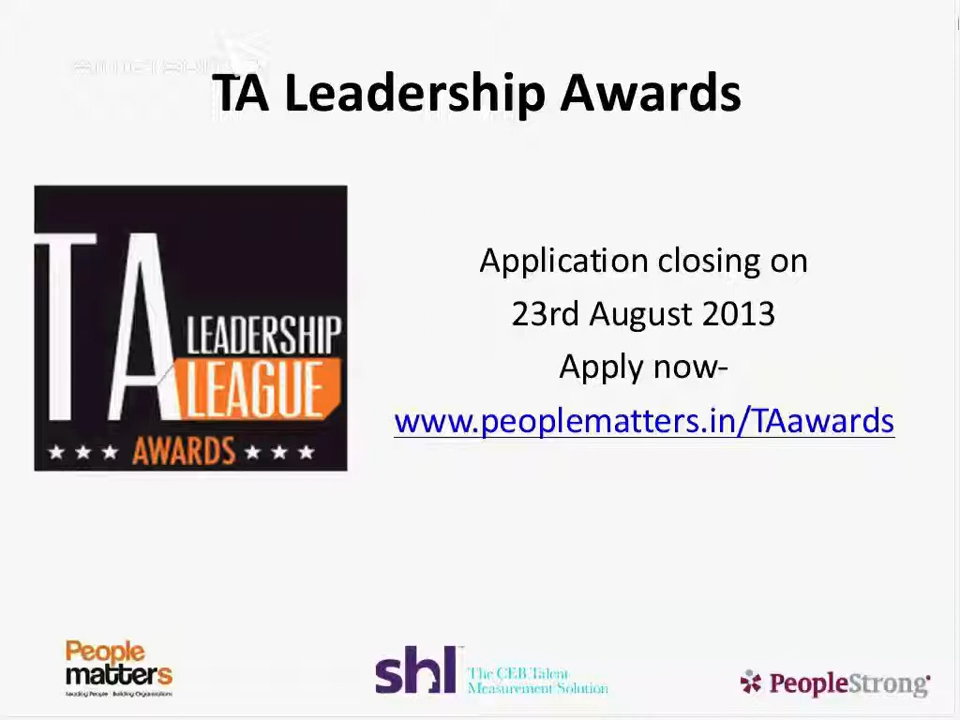 TA Leadership Awards
TA
LEADERSHIP
LEAGUE
AWARDS
Application closing on
23rd August 2013
Apply now-
www.peoplematters.in/TAawards
People
matters
Leading People · Building Organizations
shl
The CEB Talent
Measurement Solution
PeopleStrong